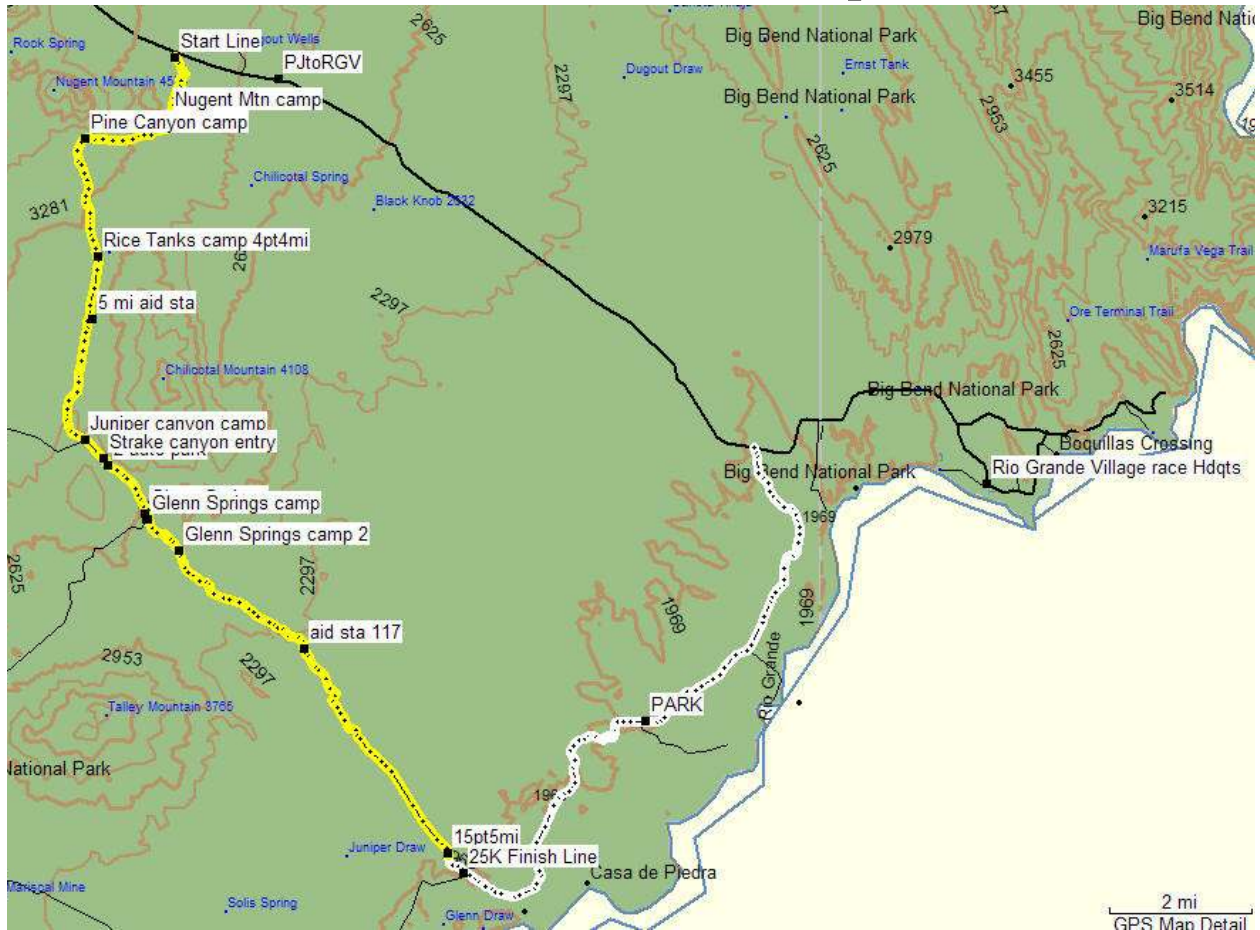 Big Bend National Park
Big Bend
2625
3514
3455
Rook Spring
Start Line
Wells
PJtoRGV
Dugout Draw
Ernst Tank
2297
Nugent Mountain 45
Nugent Mtn camp
Big Bend National Park
2953
Pine Canyon camp
2625
Chilicotal Spring
Black Knob 2632
3281
3215
Rice Tanks camp 4pt4mi
2979
Marufa Vega Trail
5 mi aid sta
2297
Ore Terminal Trail
2625
Chilicotal Mountain 4108
Big Bend National Park
Juniper canyon camp
Strake canyon entry
Boquillas Crossing
Big Bend National Park
Rio Grande Village race Hdqts
Glenn Springs camp
1969
Glenn Springs camp 2
2625
2297
1969
1969
aid sta 117
2953
2297
Rio Grande
Talley Mountain 3765
PARK
National Park
15pt5mi
Juniper Draw
25K Finish Line
Casa de Piedra
Mariscal Mine
Solis Spring
Glenn Draw
2 mi
GPS Map Detail